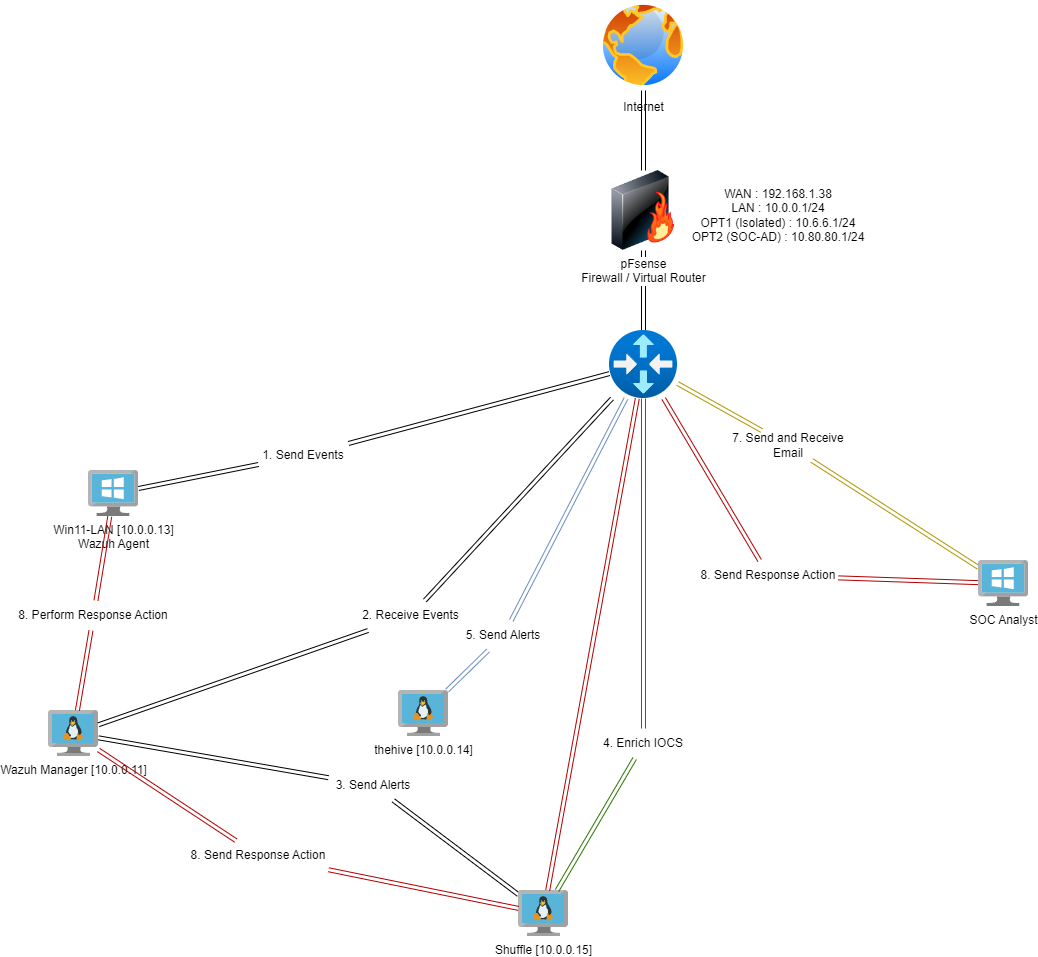 Internet
WAN : 192.168.1.38
LAN : 10.0.0.1/24
OPT1 (Isolated) : 10.6.6.1/24
OPT2 (SOC-AD) : 10.80.80.1/24
pFsense
Firewall / Virtual Router
7. Send and Receive
Email
1. Send Events
Win11-LAN [10.0.0.13]
Wazuh Agent
8. Send Response Action
SOC Analyst
8. Perform Response Action
2. Receive Events
5. Send Alerts
thehive [10.0.0.14]
4. Enrich IOCS
Wazuh Manager [10.0.0.11]
3. Send Alerts
8. Send Response Action
Shuffle [10.0.0.15]